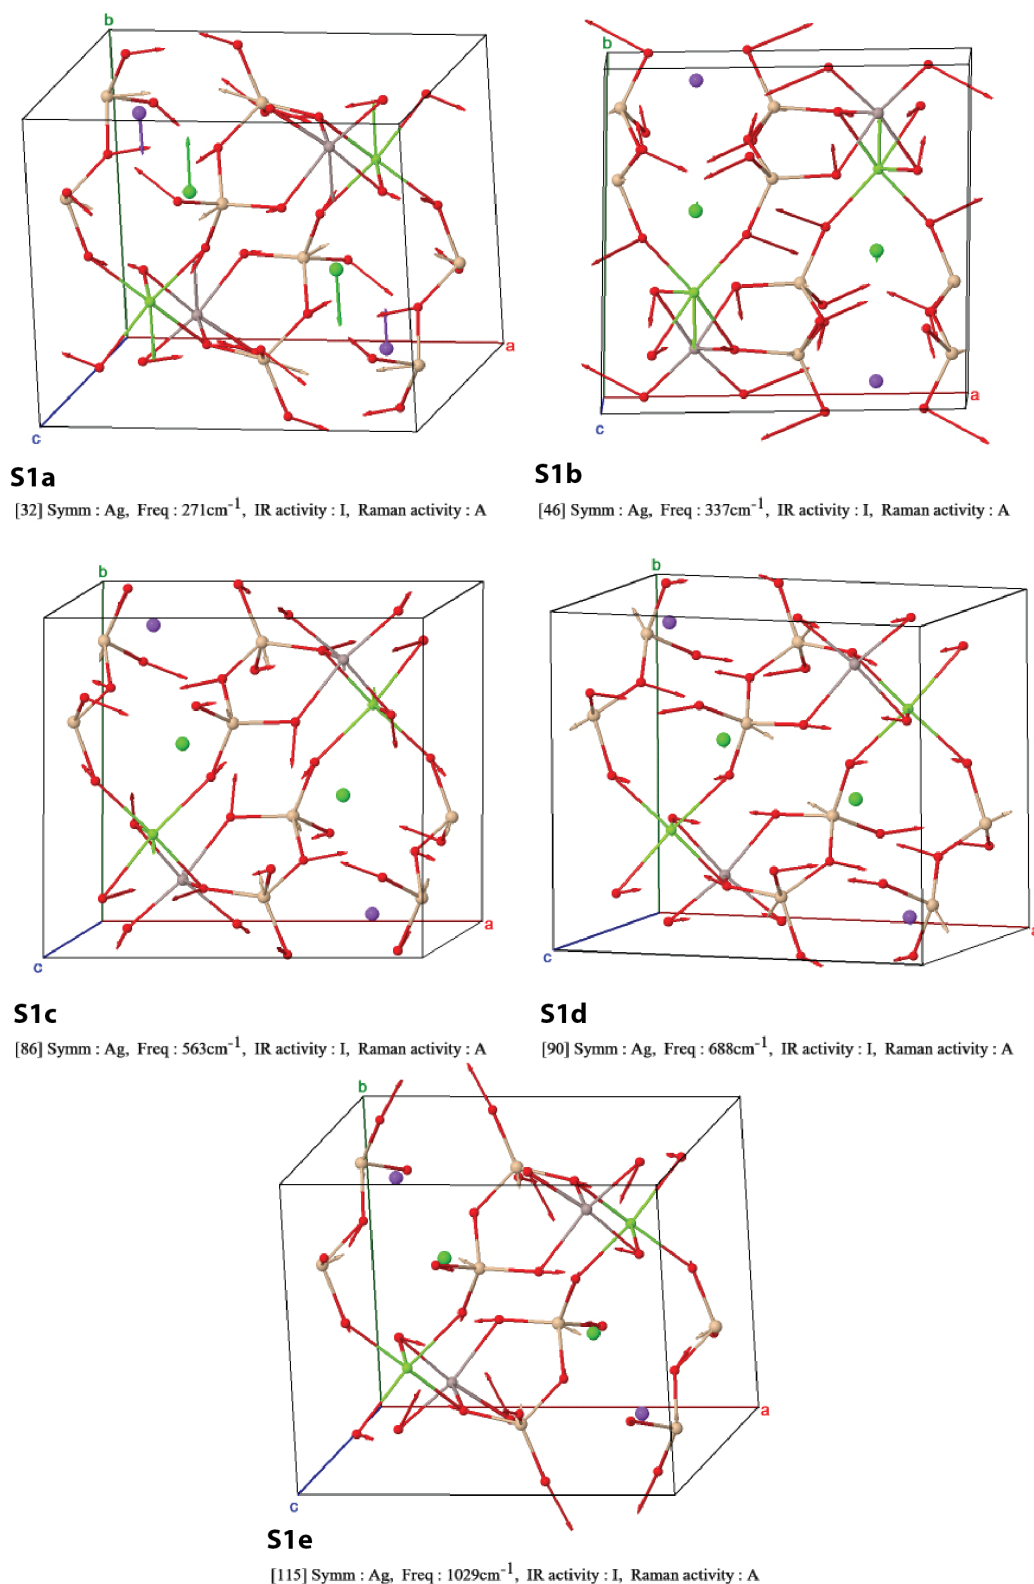 b
b
a
a
c
c
S1a
S1b
[32] Symm : Ag, Freq : 271cm⁻¹, IR activity : I, Raman activity : A
[46] Symm : Ag, Freq : 337cm⁻¹, IR activity : I, Raman activity : A
b
b
a
a
c
c
S1c
S1d
[86] Symm : Ag, Freq : 563cm⁻¹, IR activity : I, Raman activity : A
[90] Symm : Ag, Freq : 688cm⁻¹, IR activity : I, Raman activity : A
b
a
c
S1e
[115] Symm : Ag, Freq : 1029cm⁻¹, IR activity : I, Raman activity : A